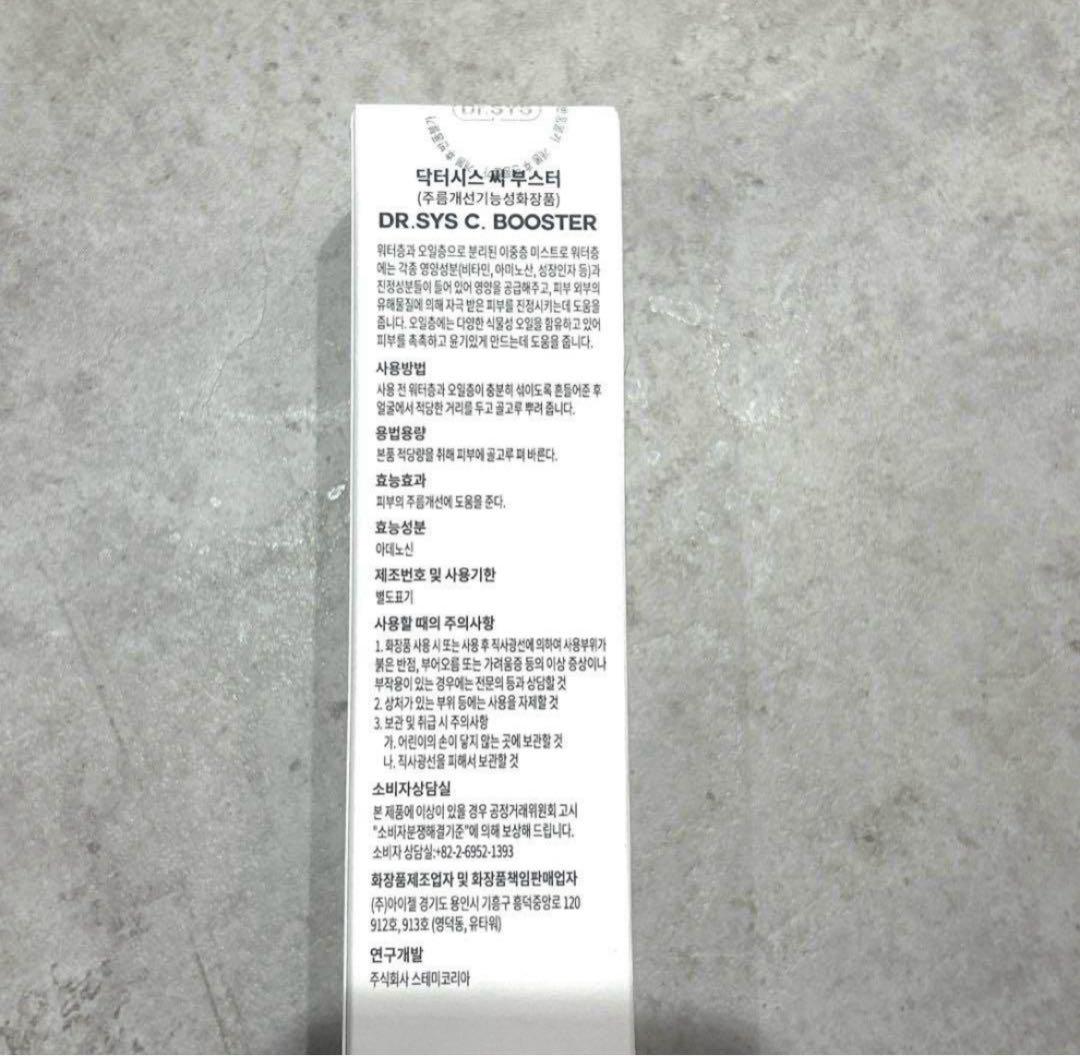 DR.SYS
닥터시스 씨 부스터
(주름개선기능성화장품)
DR.SYS C. BOOSTER
워터층과 오일층으로 분리된 이중층 미스트로 워터층
에는 각종 영양성분(비타민, 아미노산, 성장인자 등)과
진정성분들이 들어 있어 영양을 공급해주고, 피부 외부의
유해물질에 의해 자극 받은 피부를 진정시키는데 도움을
줍니다. 오일층에는 다양한 식물성 오일을 함유하고 있어
피부를 촉촉하고 윤기있게 만드는데 도움을 줍니다.
사용방법
사용 전 워터층과 오일층이 충분히 섞이도록 흔들어준 후
얼굴에서 적당한 거리를 두고 골고루 뿌려 줍니다.
용법용량
본품 적당량을 취해 피부에 골고루 펴 바른다.
효능효과
피부의 주름개선에 도움을 준다.
효능성분
아데노신
제조번호 및 사용기한
별도표기
사용할 때의 주의사항
1. 화장품 사용 시 또는 사용 후 직사광선에 의하여 사용부위가
붉은 반점, 부어오름 또는 가려움증 등의 이상 증상이나
부작용이 있는 경우에는 전문의 등과 상담할 것
2. 상처가 있는 부위 등에는 사용을 자제할 것
3. 보관 및 취급 시 주의사항
가. 어린이의 손이 닿지 않는 곳에 보관할 것
나. 직사광선을 피해서 보관할 것
소비자상담실
본 제품에 이상이 있을 경우 공정거래위원회 고시
"소비자분쟁해결기준"에 의해 보상해 드립니다.
소비자 상담실:+82-2-6952-1393
화장품제조업자 및 화장품책임판매업자
(주)아이젤 경기도 용인시 기흥구 흥덕중앙로 120
912호, 913호 (영덕동, 유타워)
연구개발
주식회사 스테미코리아